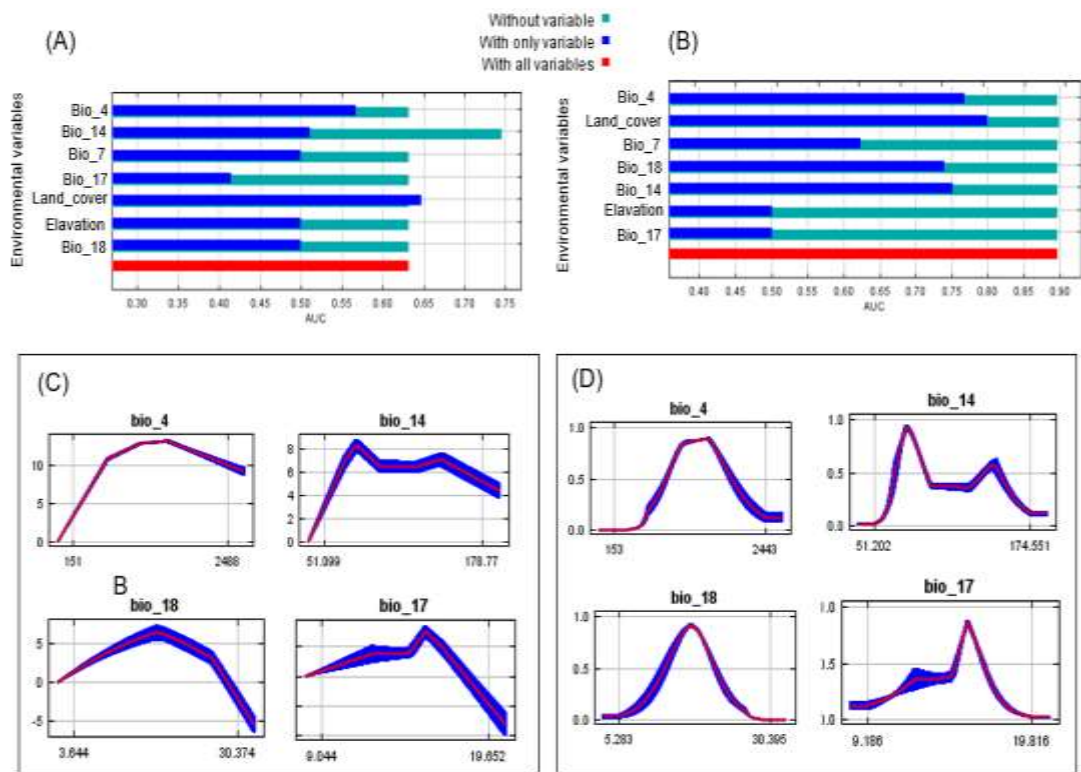 (A)
Without variable
With only variable
With all variables
(B)
Environmental variables
Bio_4
Bio_14
Bio_7
Bio_17
Land_cover
Elavation
Bio_18
0.30 0.35 0.40 0.45 0.50 0.55 0.60 0.65 0.70 0.75
AUC
Environmental variables
Bio_4
Land_cover
Bio_7
Bio_18
Bio_14
Elavation
Bio_17
0.40 0.45 0.50 0.55 0.60 0.65 0.70 0.75 0.80 0.85 0.90
AUC
(C)
bio_4
10
5
0
151 2488
bio_14
8
6
4
2
0
51.999 178.77
B
bio_18
5
0
-5
3.644 30.374
bio_17
9.044 19.652
(D)
bio_4
1.0
0.5
0.0
153 2443
bio_14
1.0
0.5
0.0
51.202 174.551
bio_18
1.0
0.5
0.0
5.283 30.395
bio_17
1.0
1.5
1.0
9.186 19.816